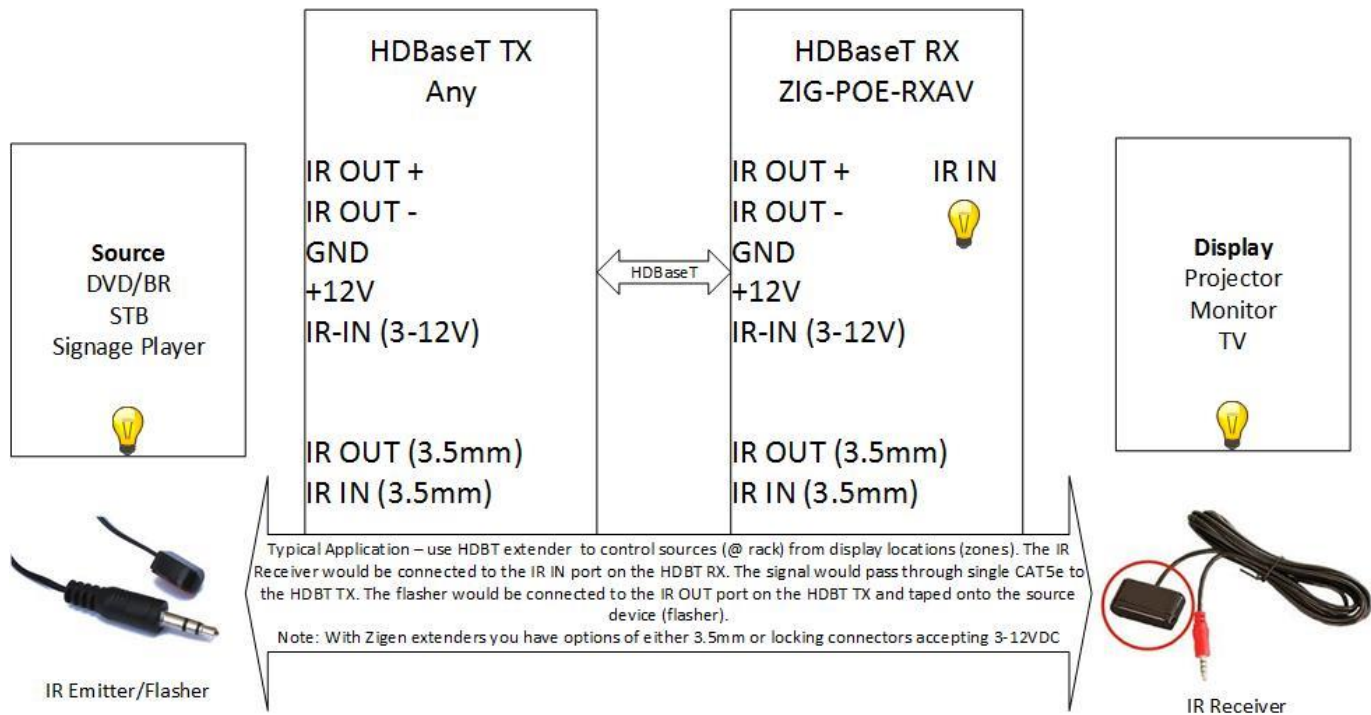 HDBaseT TX
Any
IR OUT +
IR OUT -
GND
+12V
IR-IN (3-12V)
IR OUT (3.5mm)
IR IN (3.5mm)
HDBaseT RX
ZIG-POE-RXAV
IR OUT +
IR IN
IR OUT -
GND
+12V
IR-IN (3-12V)
IR OUT (3.5mm)
IR IN (3.5mm)
Source
DVD/BR
STB
Signage Player
HDBaseT
Display
Projector
Monitor
TV
Typical Application – use HDBT extender to control sources (@ rack) from display locations (zones). The IR
Receiver would be connected to the IR IN port on the HDBT RX. The signal would pass through single CAT5e to
the HDBT TX. The flasher would be connected to the IR OUT port on the HDBT TX and taped onto the source
device (flasher).
Note: With Zigen extenders you have options of either 3.5mm or locking connectors accepting 3-12VDC
IR Emitter/Flasher
IR Receiver